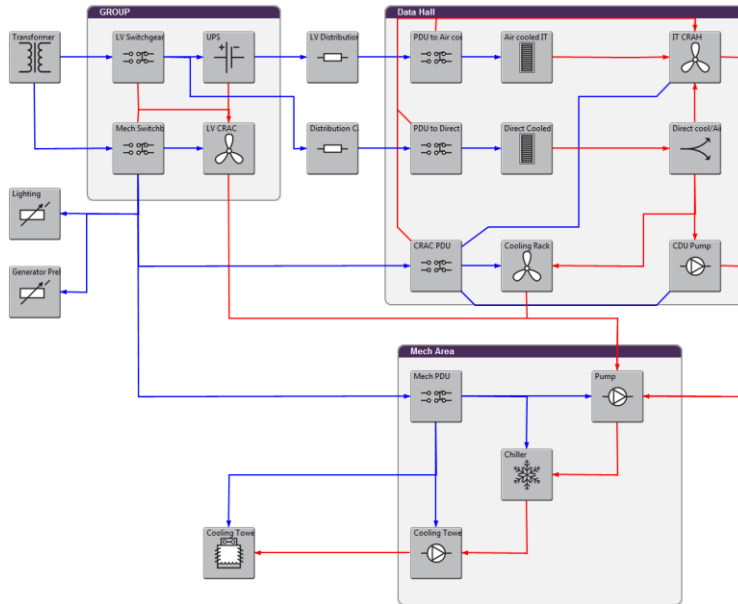 GROUP
Data Hall
Transformer
LV Switchgear
UPS
LV Distribution
PDU to Air coo
Air cooled IT
IT CRAH
Mech Switchb
LV CRAC
Distribution C
PDU to Direct
Direct Cooled
Direct cool/Air
Lighting
CRAC PDU
Cooling Rack
CDU Pump
Generator Prel
Mech Area
Mech PDU
Pump
Chiller
Cooling Towe
Cooling Towe